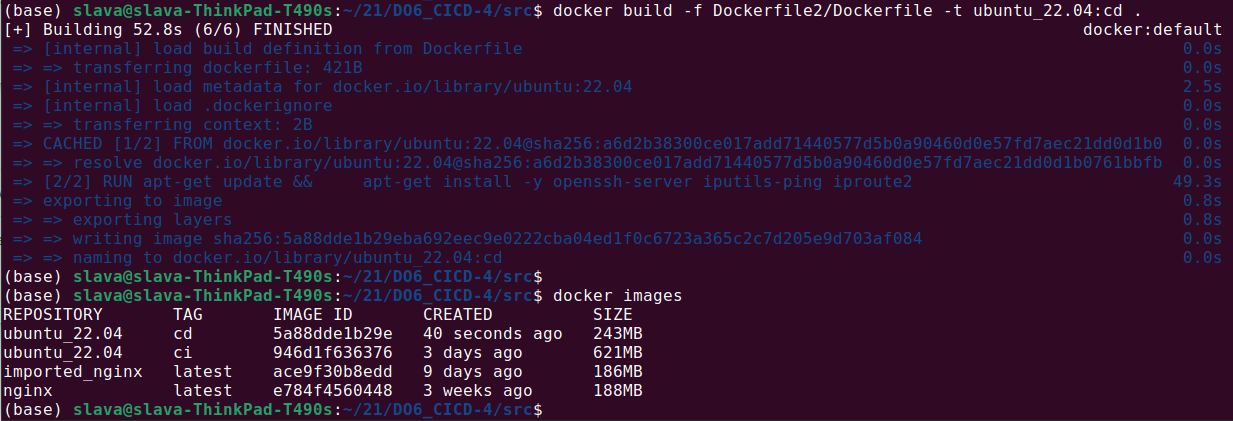 (base) slava@slava-ThinkPad-T490s:~/21/DO6_CICD-4/src$ docker build -f Dockerfile2/Dockerfile -t ubuntu_22.04:cd .
[+] Building 52.8s (6/6) FINISHED docker:default
=> [internal] load build definition from Dockerfile 0.0s
=> => transferring dockerfile: 421B 0.0s
=> [internal] load metadata for docker.io/library/ubuntu:22.04 2.5s
=> [internal] load .dockerignore 0.0s
=> => transferring context: 2B 0.0s
=> CACHED [1/2] FROM docker.io/library/ubuntu:22.04@sha256:a6d2b38300ce017add71440577d5b0a90460d0e57fd7aec21dd0d1b0 0.0s
=> => resolve docker.io/library/ubuntu:22.04@sha256:a6d2b38300ce017add71440577d5b0a90460d0e57fd7aec21dd0d1b0761bbfb 0.0s
=> [2/2] RUN apt-get update && apt-get install -y openssh-server iputils-ping iproute2 49.3s
=> exporting to image 0.8s
=> => exporting layers 0.8s
=> => writing image sha256:5a88dde1b29eba692eec9e0222cba04ed1f0c6723a365c2c7d205e9d703af084 0.0s
=> => naming to docker.io/library/ubuntu_22.04:cd 0.0s
(base) slava@slava-ThinkPad-T490s:~/21/DO6_CICD-4/src$
(base) slava@slava-ThinkPad-T490s:~/21/DO6_CICD-4/src$ docker images
REPOSITORY TAG IMAGE ID CREATED SIZE
ubuntu_22.04 cd 5a88dde1b29e 40 seconds ago 243MB
ubuntu_22.04 ci 946d1f636376 3 days ago 621MB
imported_nginx latest ace9f30b8edd 9 days ago 186MB
nginx latest e784f4560448 3 weeks ago 188MB
(base) slava@slava-ThinkPad-T490s:~/21/DO6_CICD-4/src$